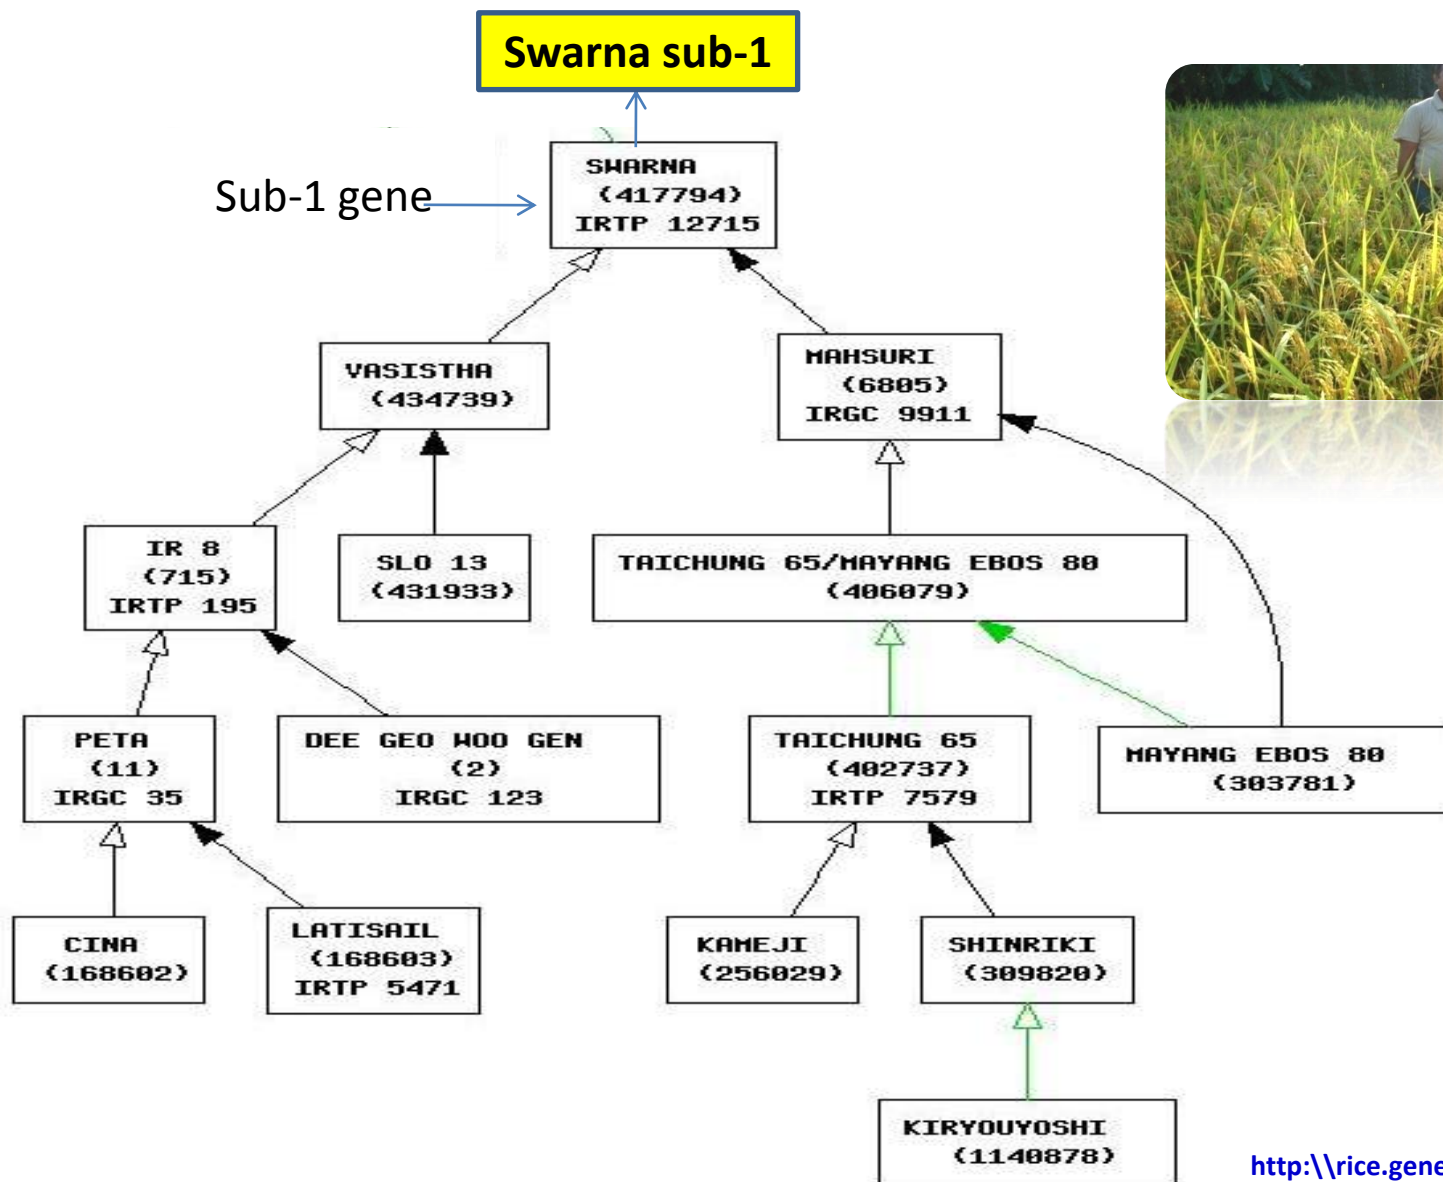 Swarna sub-1
Sub-1 gene
SWARNA
(417794)
IRTP 12715
VASISTHA
(434739)
MAHSURI
(6805)
IRGC 9911
IR 8
(715)
IRTP 195
SLO 13
(431933)
TAICHUNG 65/MAYANG EBOS 80
(406079)
PETA
(11)
IRGC 35
DEE GEO WOO GEN
(2)
IRGC 123
TAICHUNG 65
(402737)
IRTP 7579
MAYANG EBOS 80
(303781)
CINA
(168602)
LATISAIL
(168603)
IRTP 5471
KAMEJI
(256029)
SHINRIKI
(309820)
KIRYOUYOSHI
(1140878)
http:\\rice.gene